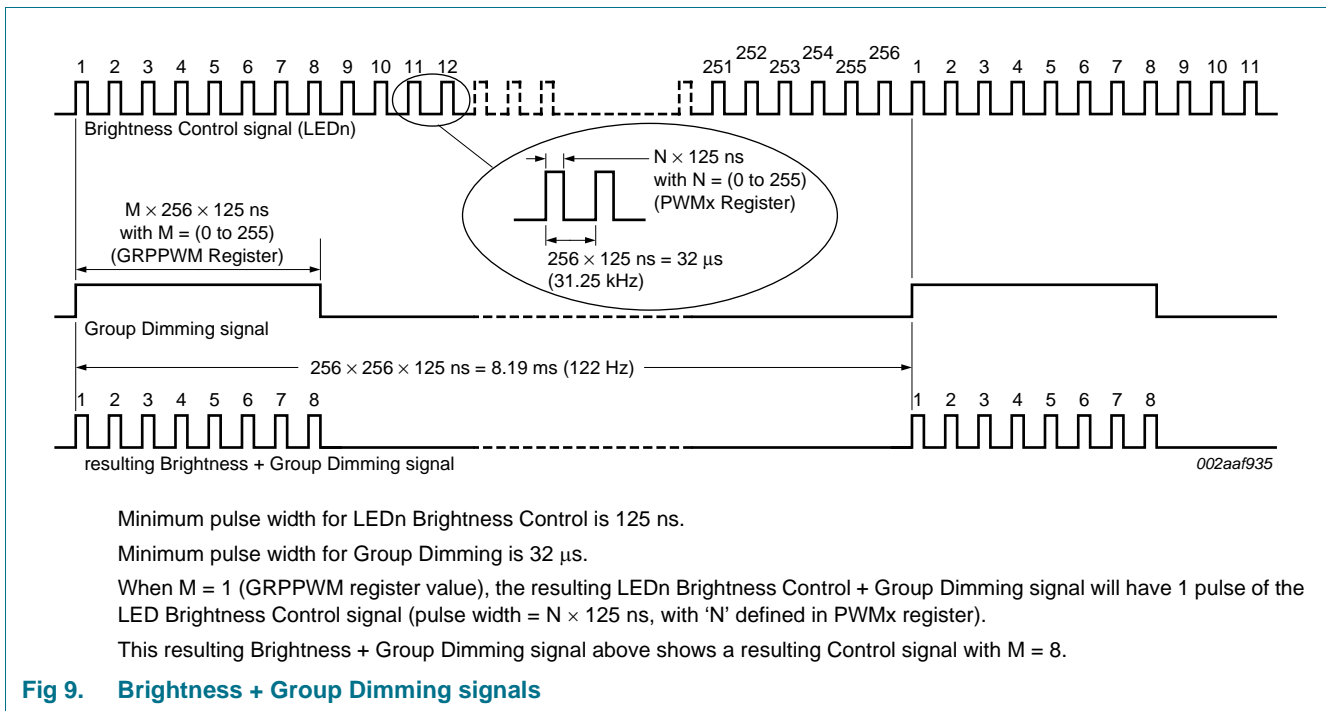 1 2 3 4 5 6 7 8 9 10 11 12 251 252 253 254 255 256 1 2 3 4 5 6 7 8 9 10 11
Brightness Control signal (LEDn)
N × 125 ns
with N = (0 to 255)
(PWMx Register)
256 × 125 ns = 32 μs
(31.25 kHz)
M × 256 × 125 ns
with M = (0 to 255)
(GRPPWM Register)
Group Dimming signal
256 × 256 × 125 ns = 8.19 ms (122 Hz)
1 2 3 4 5 6 7 8 1 2 3 4 5 6 7 8
resulting Brightness + Group Dimming signal
002aaf935
Minimum pulse width for LEDn Brightness Control is 125 ns.
Minimum pulse width for Group Dimming is 32 μs.
When M = 1 (GRPPWM register value), the resulting LEDn Brightness Control + Group Dimming signal will have 1 pulse of the
LED Brightness Control signal (pulse width = N × 125 ns, with ‘N’ defined in PWMx register).
This resulting Brightness + Group Dimming signal above shows a resulting Control signal with M = 8.
Fig 9. Brightness + Group Dimming signals